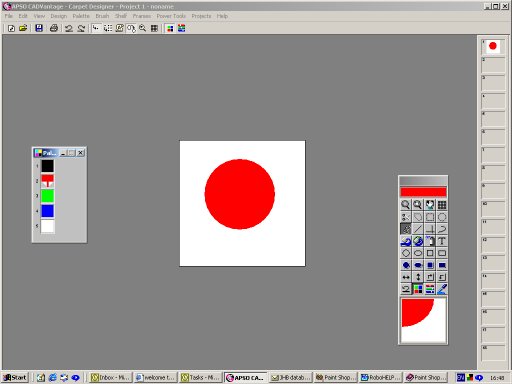 APSO CADVantage - Carpet Designer - Project 1 - noname
File Edit View Design Palette Brush Shelf Frames Power Tools Projects Help
Pal...
1
2
3
4
5
Start
Inbox - Mi...
welcome t...
Tasks - Mi...
APSO CA...
JHB datab...
Paint Shop...
RoboHELP...
Paint Shop...
16:48